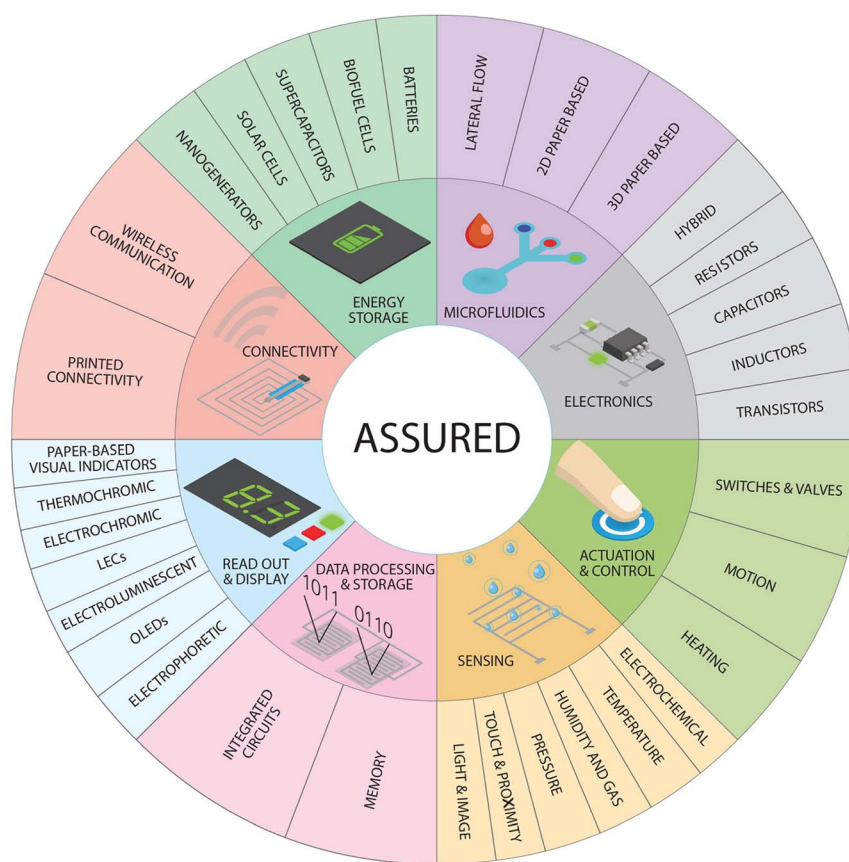 ASSURED
ENERGY
STORAGE
NANOGENERATORS
SOLAR CELLS
SUPERCAPACITORS
BIOFUEL CELLS
BATTERIES
MICROFLUIDICS
LATERAL FLOW
2D PAPER BASED
3D PAPER BASED
ELECTRONICS
HYBRID
RESISTORS
CAPACITORS
INDUCTORS
TRANSISTORS
ACTUATION
& CONTROL
SWITCHES & VALVES
MOTION
HEATING
SENSING
ELECTROCHEMICAL
TEMPERATURE
HUMIDITY AND GAS
PRESSURE
TOUCH & PROXIMITY
LIGHT & IMAGE
DATA PROCESSING
& STORAGE
1011
0110
MEMORY
INTEGRATED
CIRCUITS
READ OUT
& DISPLAY
8.3
ELECTROPHORETIC
OLEDs
ELECTROLUMINESCENT
LECs
ELECTROCHROMIC
THERMOCHROMIC
PAPER-BASED
VISUAL INDICATORS
CONNECTIVITY
PRINTED
CONNECTIVITY
WIRELESS
COMMUNICATION